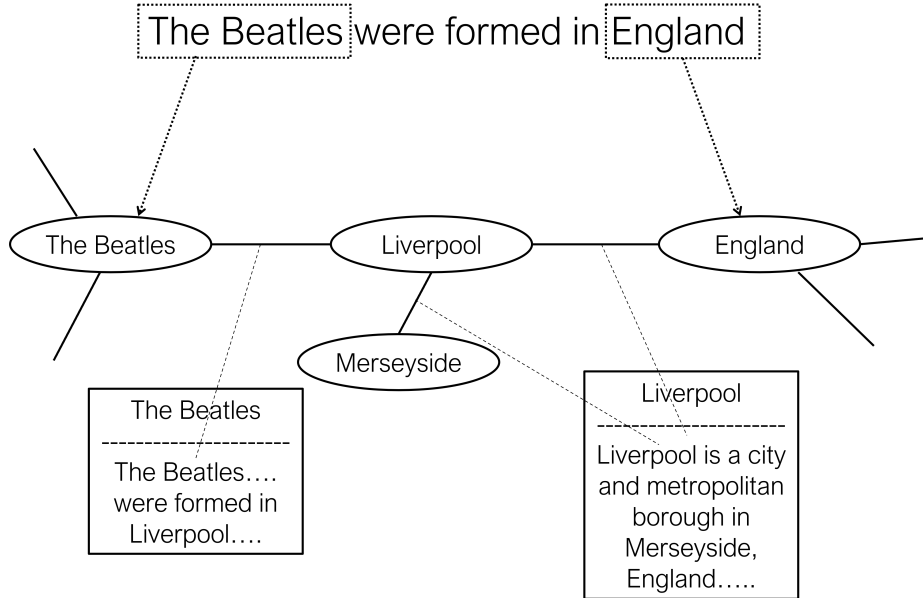 The Beatles were formed in England
The Beatles
Liverpool
England
Merseyside
The Beatles
The Beatles....
were formed in
Liverpool....
Liverpool
Liverpool is a city
and metropolitan
borough in
Merseyside,
England.....